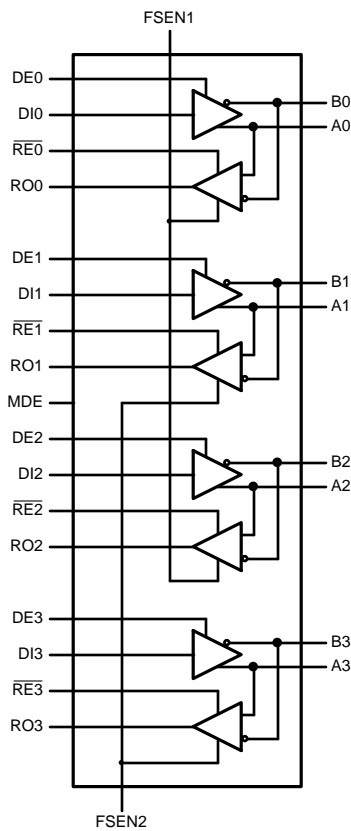 FSEN1
DE0
B0
DI0
A0
RE0
RO0
DE1
B1
DI1
A1
RE1
RO1
MDE
DE2
B2
DI2
A2
RE2
RO2
DE3
B3
DI3
A3
RE3
RO3
FSEN2